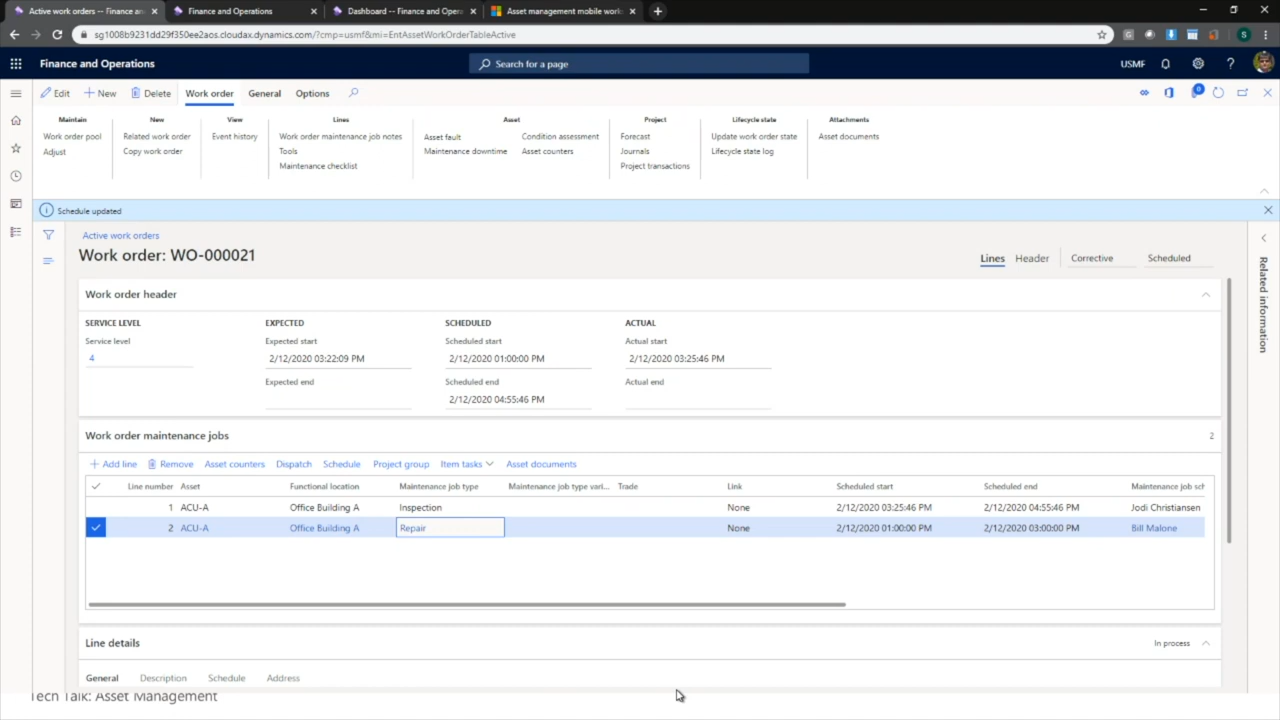 Active work orders -- Finance an
Finance and Operations
Dashboard -- Finance and Opera
Asset management mobile work
sg1008b9231dd29f350ee2aos.cloudax.dynamics.com/?cmp=usmf&mi=EntAssetWorkOrderTableActive
S
Finance and Operations
Search for a page
USMF
?
Edit
New
Delete
Work order
General
Options
0
Maintain
New
View
Lines
Asset
Project
Lifecycle state
Attachments
Work order pool
Related work order
Event history
Work order maintenance job notes
Asset fault
Condition assessment
Forecast
Update work order state
Asset documents
Adjust
Copy work order
Tools
Maintenance downtime
Asset counters
Journals
Lifecycle state log
Maintenance checklist
Project transactions
Schedule updated
Active work orders
Work order: WO-000021
Lines
Header
Corrective
Scheduled
Related information
Work order header
SERVICE LEVEL
EXPECTED
SCHEDULED
ACTUAL
Service level
Expected start
Scheduled start
Actual start
4
2/12/2020 03:22:09 PM
2/12/2020 01:00:00 PM
2/12/2020 03:25:46 PM
Expected end
Scheduled end
Actual end
2/12/2020 04:55:46 PM
Work order maintenance jobs
2
Add line
Remove
Asset counters
Dispatch
Schedule
Project group
Item tasks
Asset documents
Line number
Asset
Functional location
Maintenance job type
Maintenance job type vari...
Trade
Link
Scheduled start
Scheduled end
Maintenance job sch
1
ACU-A
Office Building A
Inspection
None
2/12/2020 03:25:46 PM
2/12/2020 04:55:46 PM
Jodi Christiansen
2
ACU-A
Office Building A
Repair
None
2/12/2020 01:00:00 PM
2/12/2020 03:00:00 PM
Bill Malone
Line details
In process
General
Description
Schedule
Address
Tech Talk: Asset Management